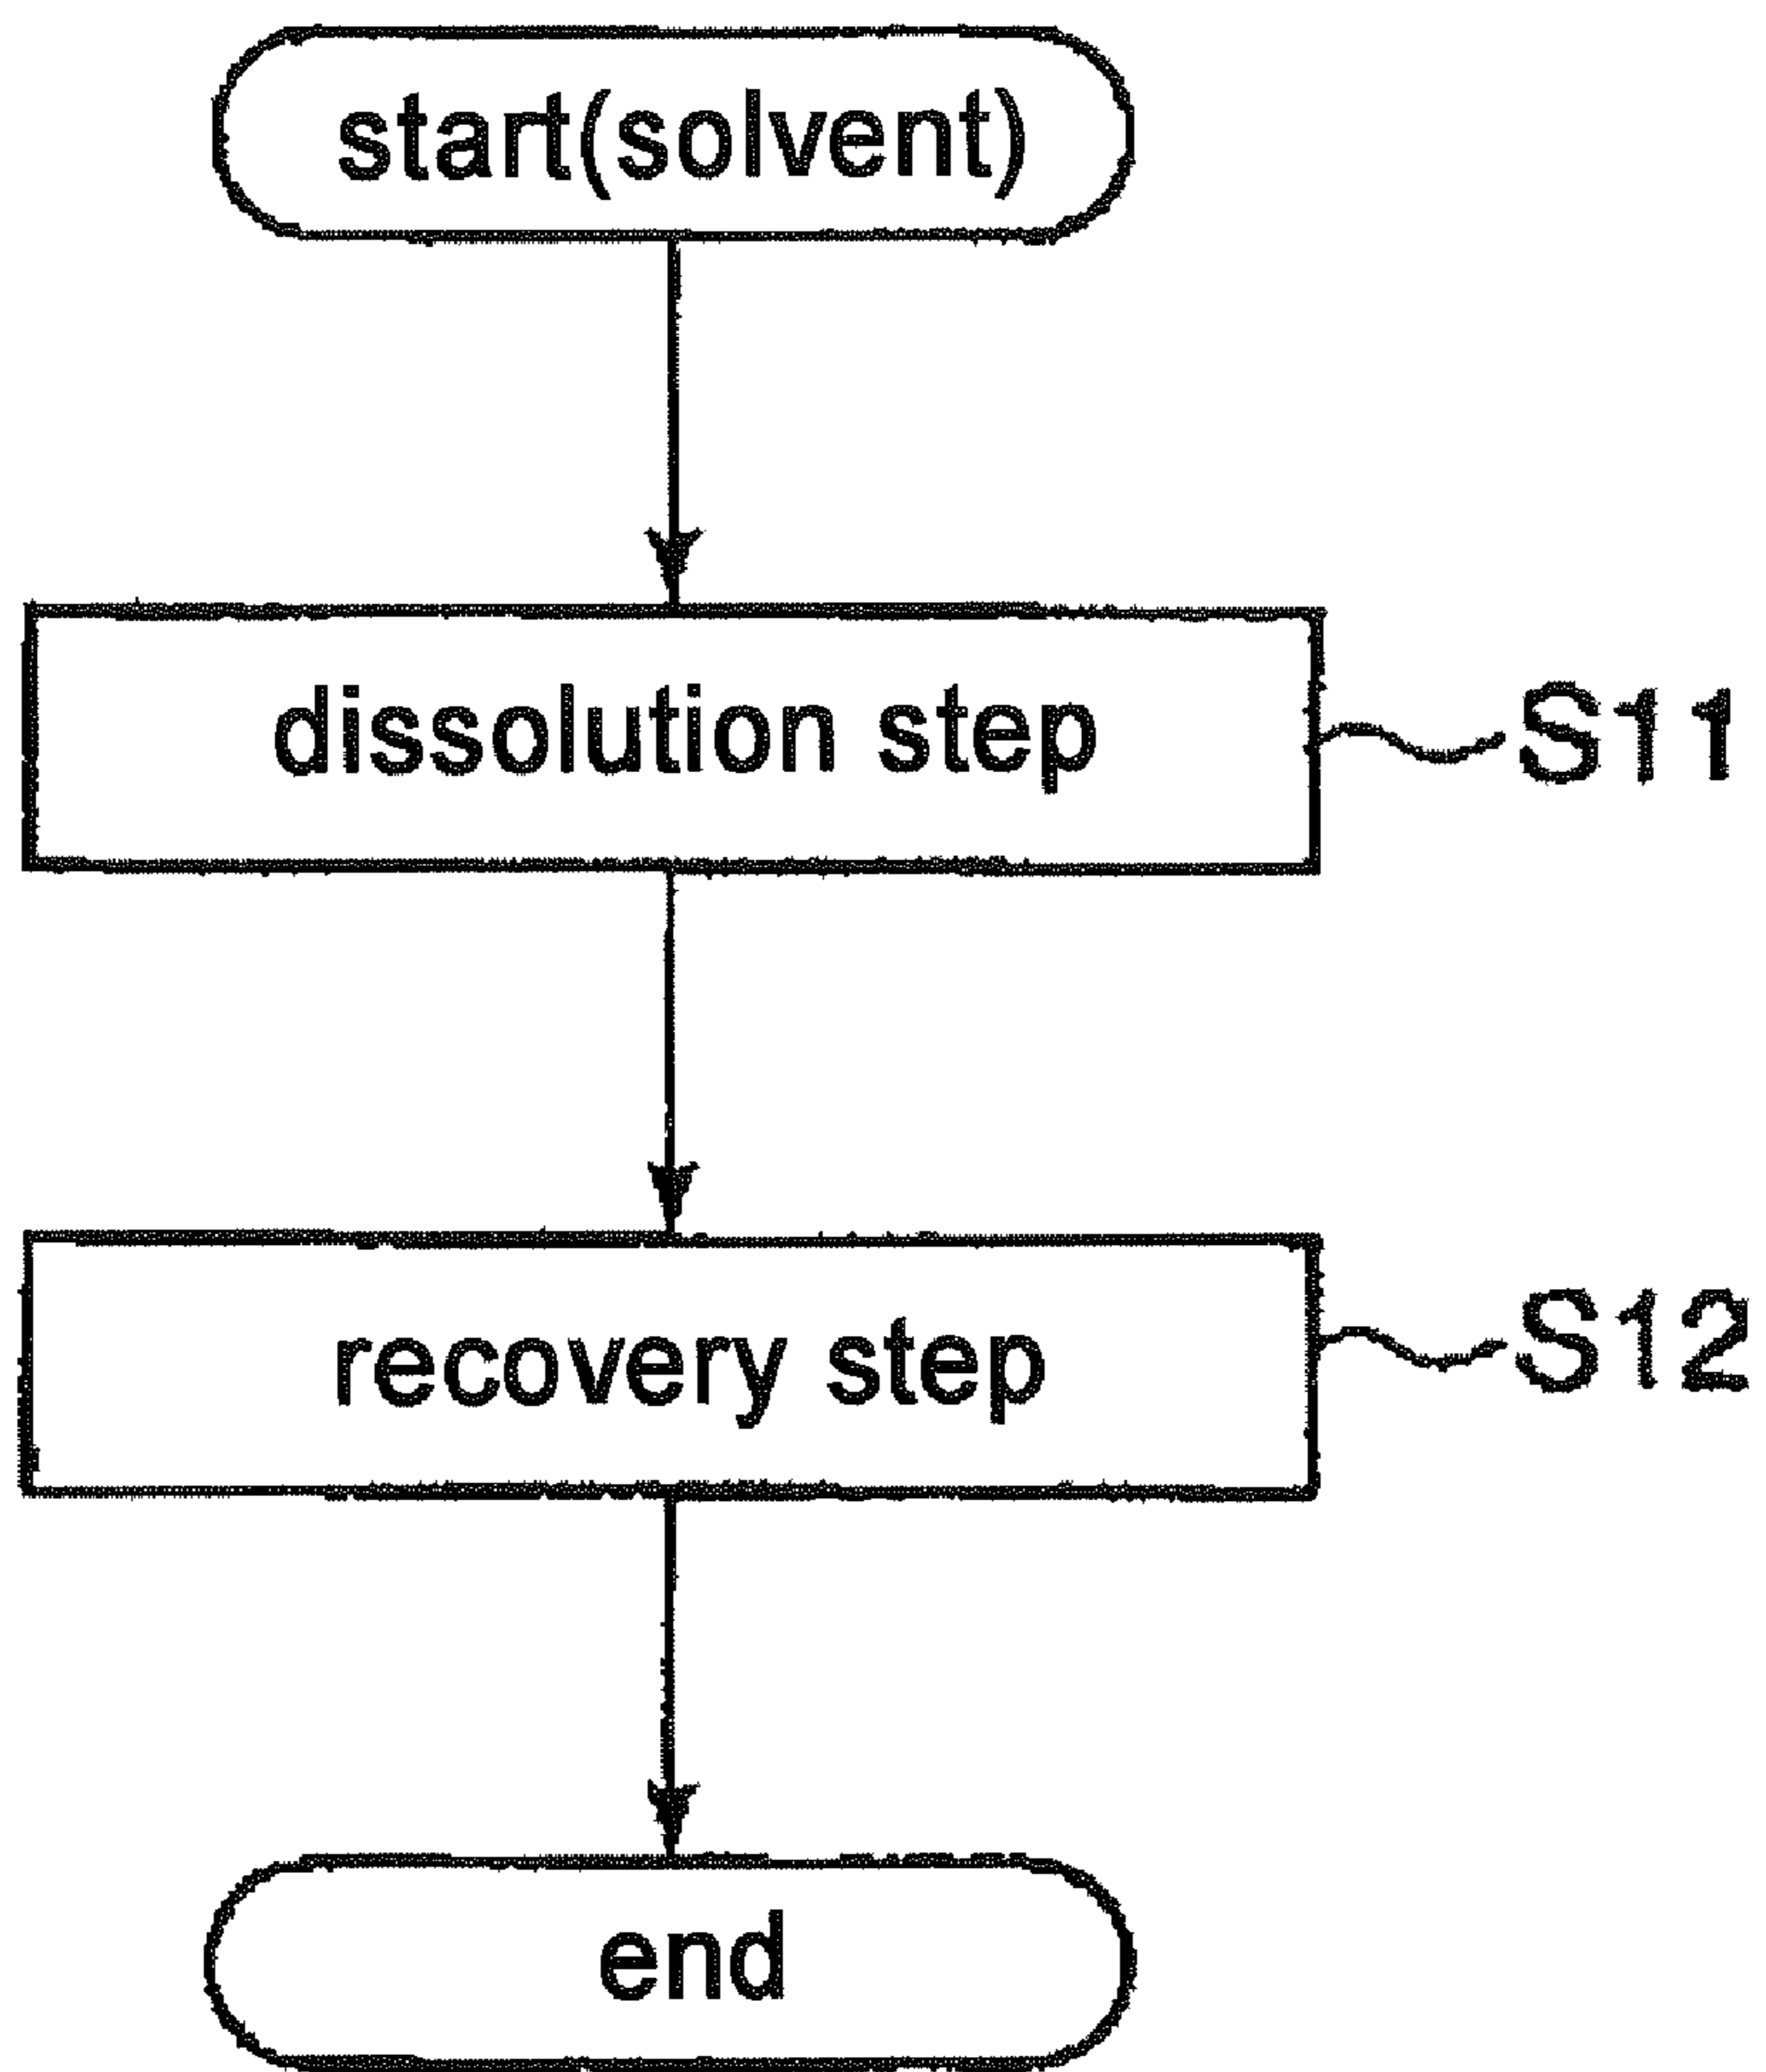 start(solvent)
dissolution step
S11
recovery step
S12
end